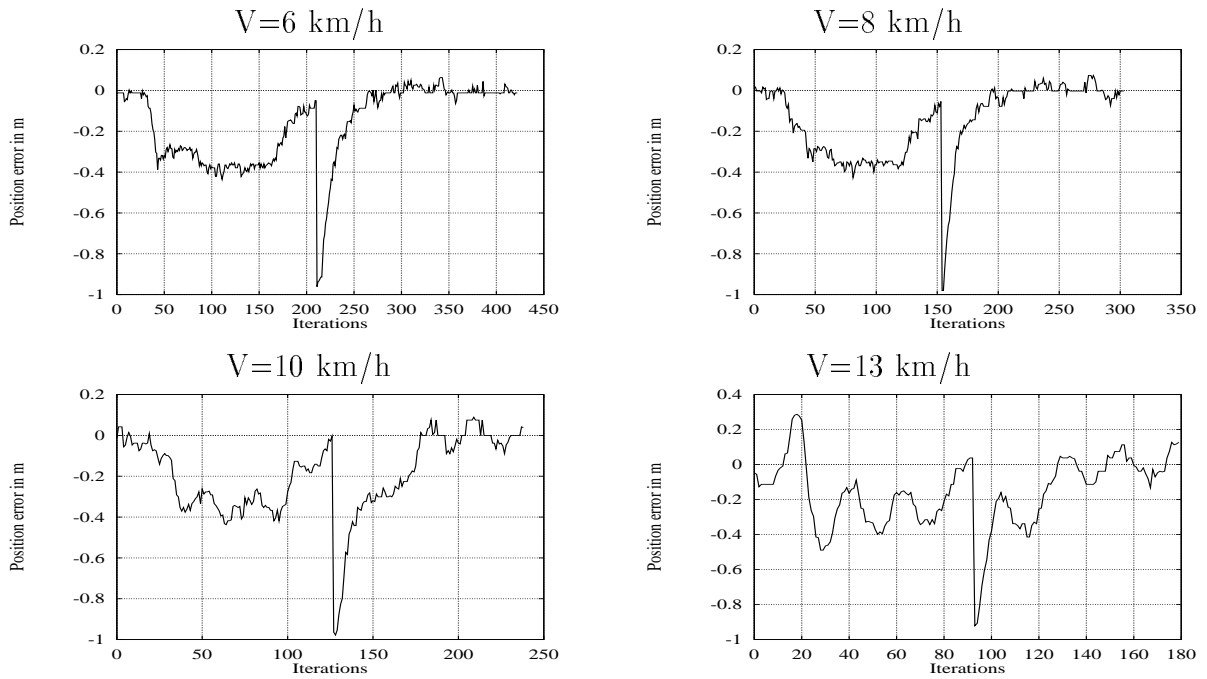 V=6 km/h
0.2
0
-0.2
-0.4
-0.6
-0.8
-1
Position error in m
0 50 100 150 200 250 300 350 400 450
Iterations
V=8 km/h
0.2
0
-0.2
-0.4
-0.6
-0.8
-1
Position error in m
0 50 100 150 200 250 300 350
Iterations
V=10 km/h
0.2
0
-0.2
-0.4
-0.6
-0.8
-1
Position error in m
0 50 100 150 200 250
Iterations
V=13 km/h
0.4
0.2
0
-0.2
-0.4
-0.6
-0.8
-1
Position error in m
0 20 40 60 80 100 120 140 160 180
Iterations